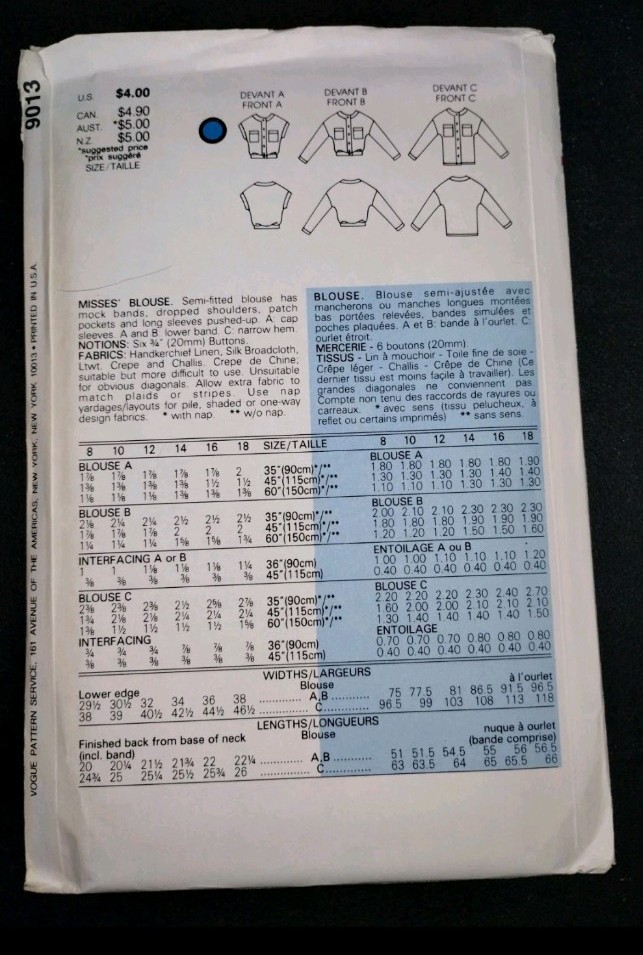 9013
U.S. $4.00
CAN. $4.90
AUST. *$5.00
N.Z. $5.00
*suggested price
*prix suggéré
SIZE/TAILLE
DEVANT A
FRONT A
DEVANT B
FRONT B
DEVANT C
FRONT C
MISSES' BLOUSE. Semi-fitted blouse has
mock bands, dropped shoulders, patch
pockets and long sleeves pushed-up. A: cap
sleeves. A and B: lower band. C: narrow hem.
NOTIONS: Six ¾" (20mm) Buttons.
FABRICS: Handkerchief Linen, Silk Broadcloth,
Ltwt. Crepe and Challis. Crepe de Chine;
suitable but more difficult to use. Unsuitable
for obvious diagonals. Allow extra fabric to
match plaids or stripes. Use nap
yardages/layouts for pile, shaded or one-way
design fabrics. * with nap. ** w/o nap.
BLOUSE. Blouse semi-ajustée avec
mancherons ou manches longues montées
bas portées relevées, bandes simulées et
poches plaquées. A et B: bande à l'ourlet. C:
ourlet étroit.
MERCERIE - 6 boutons (20mm).
TISSUS - Lin à mouchoir - Toile fine de soie -
Crêpe léger - Challis - Crêpe de Chine (Ce
dernier tissu est moins façile à travailler). Les
grandes diagonales ne conviennent pas.
Compte non tenu des raccords de rayures ou
carreaux. * avec sens (tissu pelucheux, à
reflet ou certains imprimés) ** sans sens.
8 10 12 14 16 18 SIZE/TAILLE 8 10 12 14 16 18
BLOUSE A BLOUSE A
1⅞ 1⅞ 1⅞ 1⅞ 1⅞ 2 35"(90cm)*/** 1.80 1.80 1.80 1.80 1.80 1.90
1⅜ 1⅜ 1⅜ 1⅜ 1½ 1½ 45"(115cm)*/** 1.30 1.30 1.30 1.30 1.40 1.40
1⅛ 1⅛ 1⅛ 1⅜ 1⅜ 1⅜ 60"(150cm)*/** 1.10 1.10 1.10 1.30 1.30 1.30
BLOUSE B BLOUSE B
2⅛ 2¼ 2¼ 2½ 2½ 2½ 35"(90cm)*/** 2.00 2.10 2.10 2.30 2.30 2.30
1⅞ 1⅞ 1⅞ 2 2 2 45"(115cm)*/** 1.80 1.80 1.80 1.90 1.90 1.90
1¼ 1¼ 1¼ 1⅝ 1⅝ 1¾ 60"(150cm)*/** 1.20 1.20 1.20 1.50 1.50 1.60
INTERFACING A or B ENTOILAGE A ou B
1 1 1⅛ 1⅛ 1⅛ 1¼ 36"(90cm) 1.00 1.00 1.10 1.10 1.10 1.20
⅜ ⅜ ⅜ ⅜ ⅜ ⅜ 45"(115cm) 0.40 0.40 0.40 0.40 0.40 0.40
BLOUSE C BLOUSE C
2⅜ 2⅜ 2⅜ 2½ 2⅝ 2⅞ 35"(90cm)*/** 2.20 2.20 2.20 2.30 2.40 2.70
1¾ 2⅛ 2⅛ 2¼ 2¼ 2¼ 45"(115cm)*/** 1.60 2.00 2.00 2.10 2.10 2.10
1⅜ 1½ 1½ 1½ 1½ 1⅝ 60"(150cm)*/** 1.30 1.40 1.40 1.40 1.40 1.50
INTERFACING ENTOILAGE
¾ ¾ ¾ ⅞ ⅞ ⅞ 36"(90cm) 0.70 0.70 0.70 0.80 0.80 0.80
⅜ ⅜ ⅜ ⅜ ⅜ ⅜ 45"(115cm) 0.40 0.40 0.40 0.40 0.40 0.40
WIDTHS/LARGEURS
Lower edge Blouse à l'ourlet
29½ 30½ 32 34 36 38 ............ A,B ............ 75 77.5 81 86.5 91.5 96.5
38 39 40½ 42½ 44½ 46½ ............ C ............ 96.5 99 103 108 113 118
LENGTHS/LONGUEURS
Finished back from base of neck Blouse nuque à ourlet
(incl. band) (bande comprise)
20 20¼ 21½ 21¾ 22 22¼ ............ A,B ............ 51 51.5 54.5 55 56 56.5
24¾ 25 25¼ 25½ 25¾ 26 ............ C ............ 63 63.5 64 65 65.5 66
VOGUE PATTERN SERVICE, 161 AVENUE OF THE AMERICAS, NEW YORK, NEW YORK 10013 • PRINTED IN U.S.A.